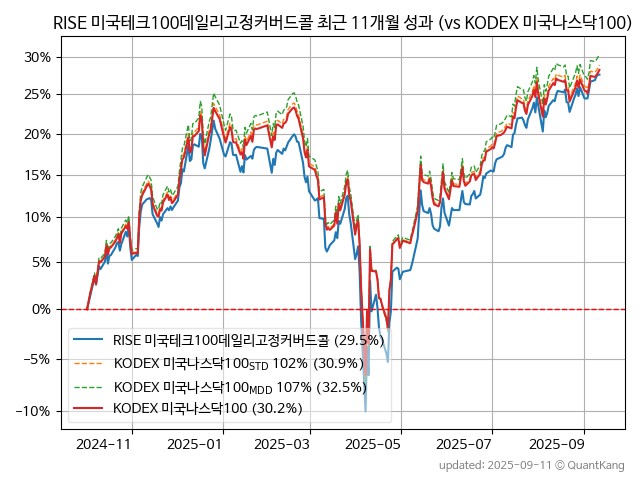 RISE 미국테크100데일리고정커버드콜 최근 11개월 성과 (vs KODEX 미국나스닥100)
30%
25%
20%
15%
10%
5%
0%
−5%
−10%
RISE 미국테크100데일리고정커버드콜 (29.5%)
KODEX 미국나스닥100STD 102% (30.9%)
KODEX 미국나스닥100MDD 107% (32.5%)
KODEX 미국나스닥100 (30.2%)
2024-11 2025-01 2025-03 2025-05 2025-07 2025-09
updated: 2025-09-11 © QuantKang